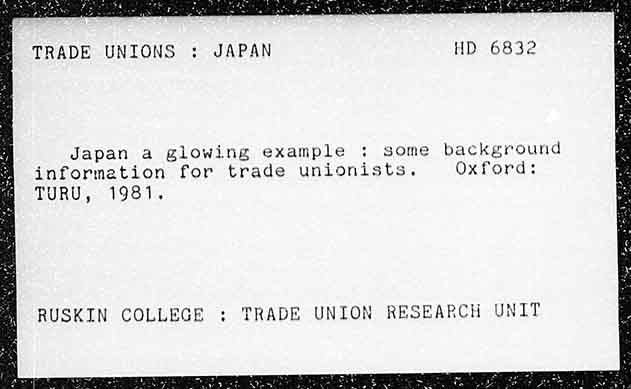 TRADE UNIONS : JAPAN HD 6832
Japan a glowing example : some background
information for trade unionists. Oxford:
TURU, 1981.
RUSKIN COLLEGE : TRADE UNION RESEARCH UNIT